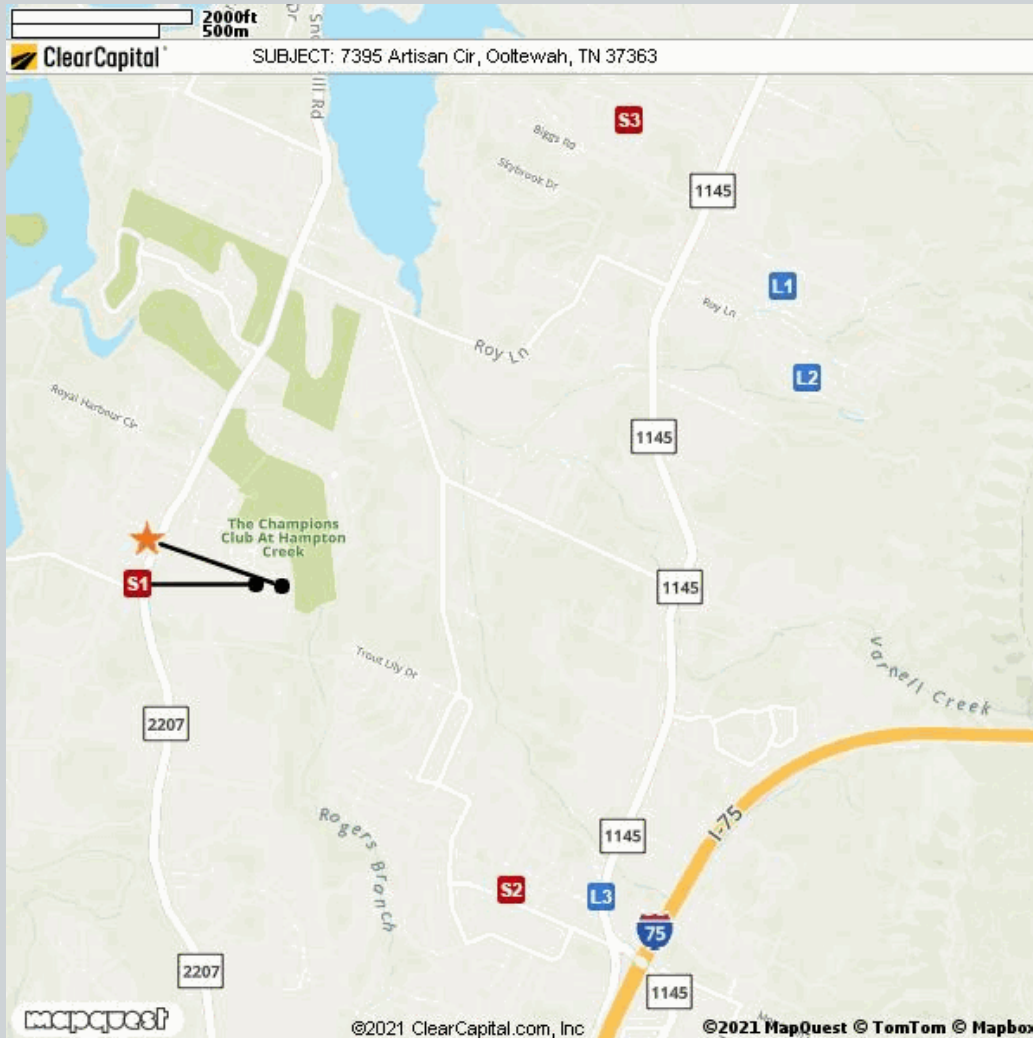 2000ft
500m
ClearCapital
SUBJECT: 7395 Artisan Cir, Ooltewah, TN 37363
S3
Biggs Rd
Skybrook Dr
1145
L1
Roy Ln
Roy Ln
L2
Royal Harbour Cir
1145
The Champions
Club At Hampton
Creek
S1
1145
Trout Lily Dr
Varnell Creek
2207
I-75
Rogers Branch
1145
S2
L3
75
2207
1145
mapquest
©2021 ClearCapital.com, Inc
©2021 MapQuest © TomTom © Mapbox